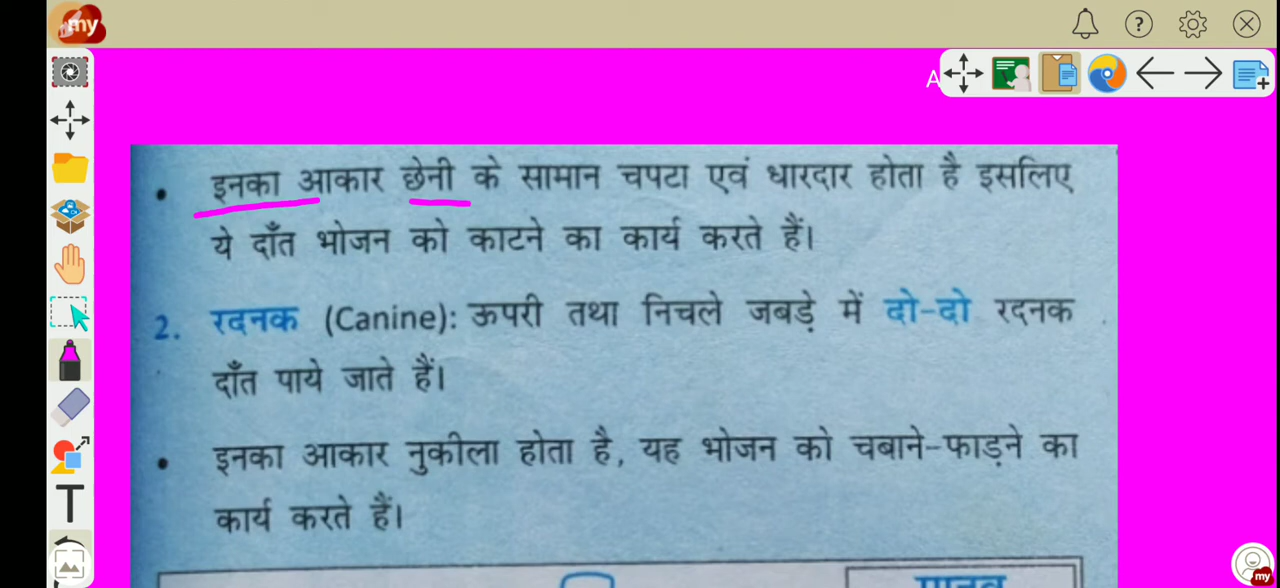 my
A
• इनका आकार छेनी के सामान चपटा एवं धारदार होता है इसलिए
ये दाँत भोजन को काटने का कार्य करते हैं।
2. रदनक (Canine): ऊपरी तथा निचले जबड़े में दो-दो रदनक
दाँत पाये जाते हैं।
• इनका आकार नुकीला होता है, यह भोजन को चबाने-फाड़ने का
कार्य करते हैं।
मानव
T
my